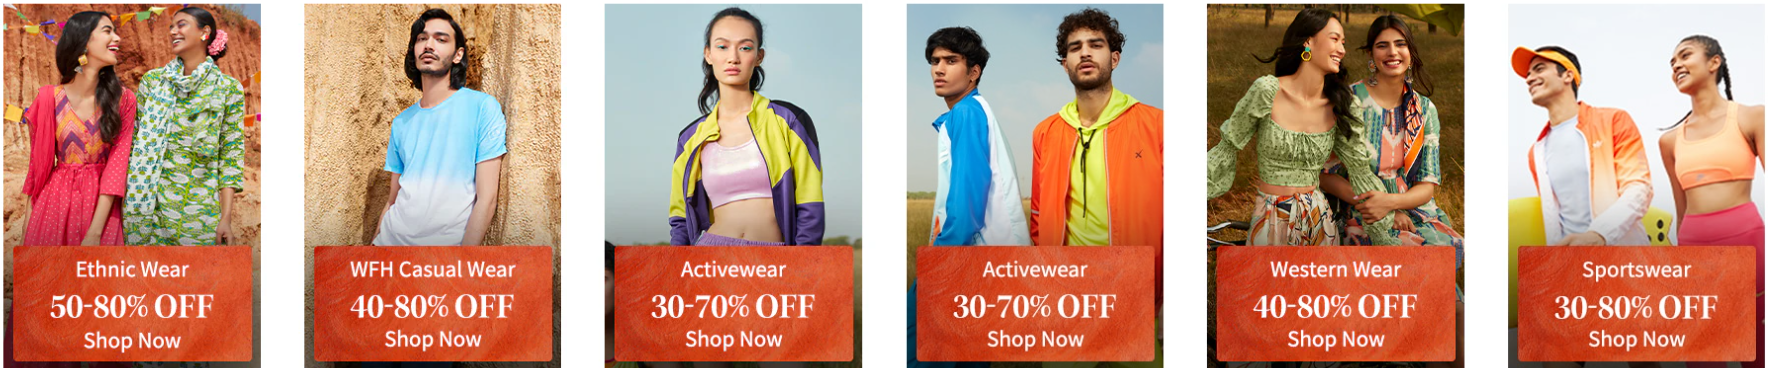 Ethnic Wear
50-80% OFF
Shop Now
WFH Casual Wear
40-80% OFF
Shop Now
Activewear
30-70% OFF
Shop Now
Activewear
30-70% OFF
Shop Now
Western Wear
40-80% OFF
Shop Now
Sportswear
30-80% OFF
Shop Now